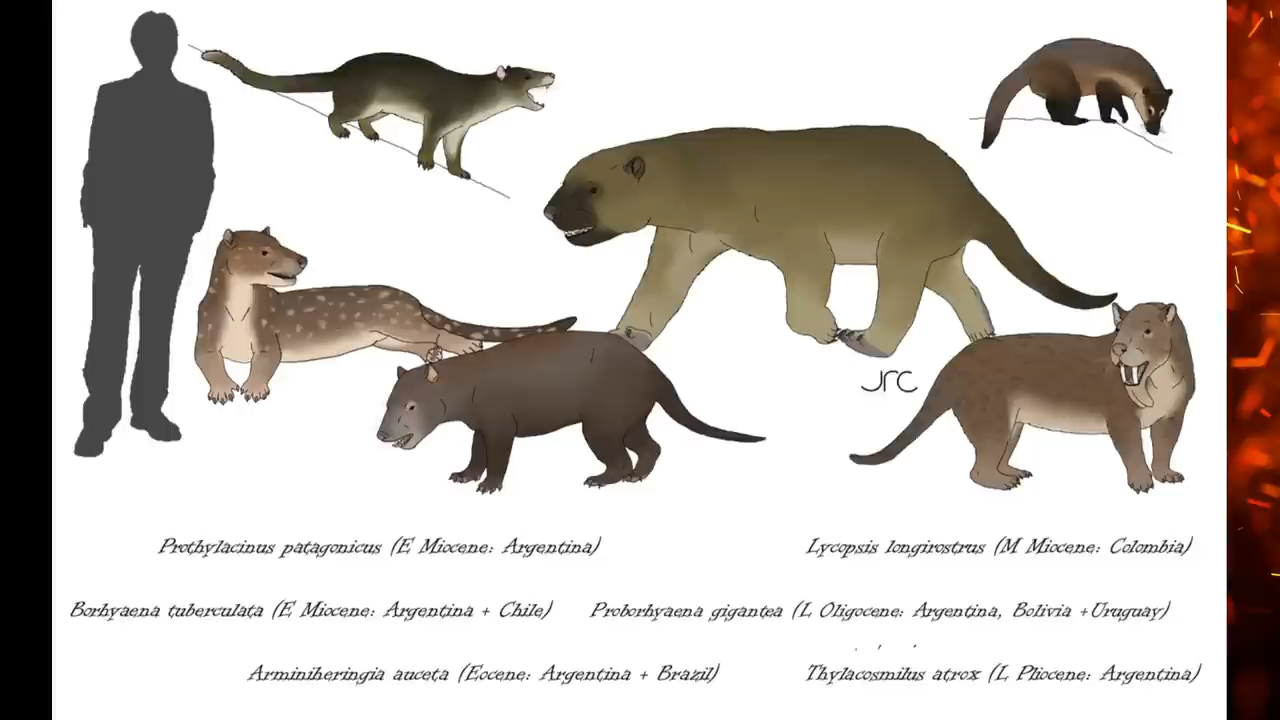 JRC
Prothylacinus patagonicus (E Miocene: Argentina)
Lycopsis longirostrus (M Miocene: Colombia)
Borhyaena tuberculata (E Miocene: Argentina + Chile)
Proborhyaena gigantea (L Oligocene: Argentina, Bolivia +Uruguay)
Arminiheringia auceta (Eocene: Argentina + Brazil)
Thylacosmilus atrox (L Pliocene: Argentina)